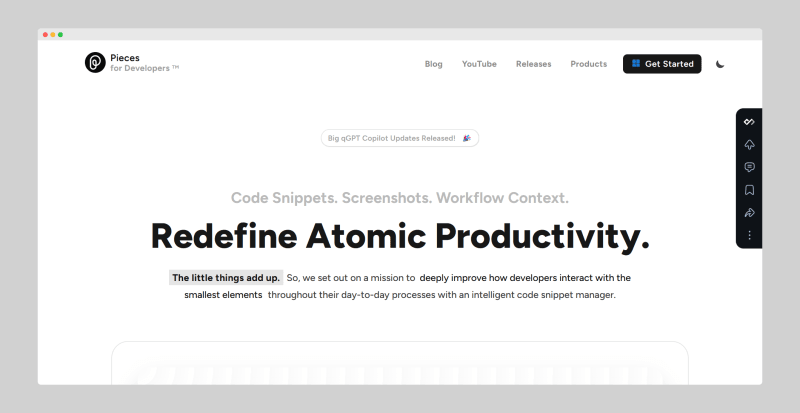 Pieces
for Developers ™
Blog YouTube Releases Products Get Started
Big qGPT Copilot Updates Released! 🎉
Code Snippets. Screenshots. Workflow Context.
Redefine Atomic Productivity.
The little things add up. So, we set out on a mission to deeply improve how developers interact with the
smallest elements throughout their day-to-day processes with an intelligent code snippet manager.